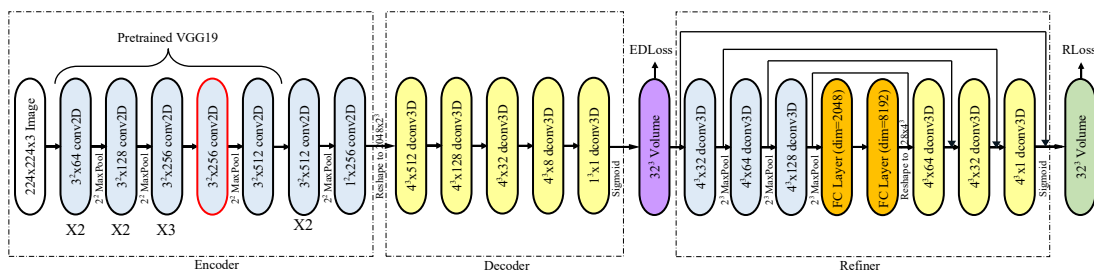 Pretrained VGG19
EDLoss
RLoss
224x224x3 Image
3²x64 conv2D
2² MaxPool
3²x128 conv2D
2² MaxPool
3²x256 conv2D
3²x256 conv2D
2² MaxPool
3²x512 conv2D
3²x512 conv2D
2² MaxPool
1²x256 conv2D
Reshape to 2048x2³
4³x512 dconv3D
4³x128 dconv3D
4³x32 dconv3D
4³x8 dconv3D
1³x1 dconv3D
Sigmoid
32³ Volume
4³x32 dconv3D
2³ MaxPool
4³x64 dconv3D
2³ MaxPool
4³x128 dconv3D
2³ MaxPool
FC Layer (dim=2048)
FC Layer (dim=8192)
Reshape to 128x4³
4³x64 dconv3D
4³x32 dconv3D
4³x1 dconv3D
Sigmoid
32³ Volume
X2
X2
X3
X2
Encoder
Decoder
Refiner